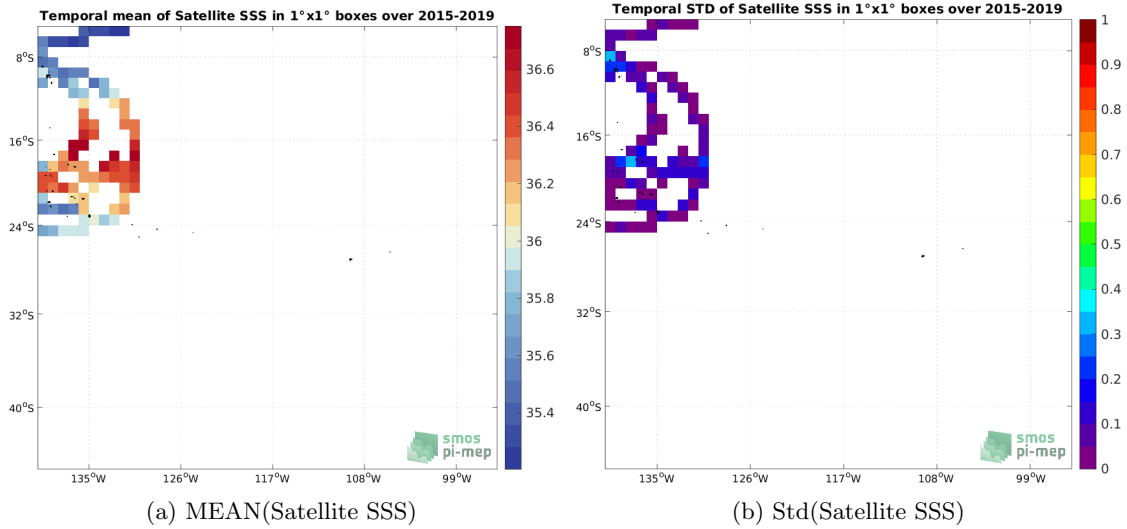 Temporal mean of Satellite SSS in 1°x1° boxes over 2015-2019
8°S
16°S
24°S
32°S
40°S
135°W
126°W
117°W
108°W
99°W
36.6
36.4
36.2
36
35.8
35.6
35.4
smos
pi-mep
(a) MEAN(Satellite SSS)
Temporal STD of Satellite SSS in 1°x1° boxes over 2015-2019
8°S
16°S
24°S
32°S
40°S
135°W
126°W
117°W
108°W
99°W
1
0.9
0.8
0.7
0.6
0.5
0.4
0.3
0.2
0.1
0
smos
pi-mep
(b) Std(Satellite SSS)